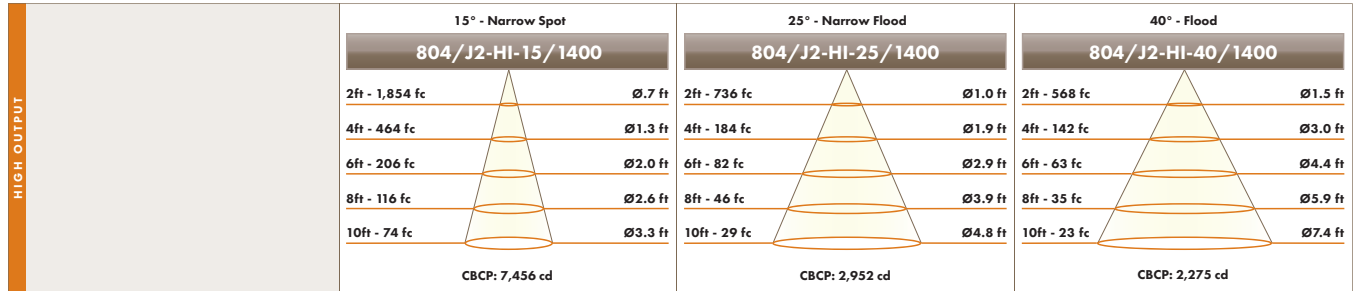 HIGH OUTPUT
15° - Narrow Spot
804/J2-HI-15/1400
2ft - 1,854 fc Ø.7 ft
4ft - 464 fc Ø1.3 ft
6ft - 206 fc Ø2.0 ft
8ft - 116 fc Ø2.6 ft
10ft - 74 fc Ø3.3 ft
CBCP: 7,456 cd
25° - Narrow Flood
804/J2-HI-25/1400
2ft - 736 fc Ø1.0 ft
4ft - 184 fc Ø1.9 ft
6ft - 82 fc Ø2.9 ft
8ft - 46 fc Ø3.9 ft
10ft - 29 fc Ø4.8 ft
CBCP: 2,952 cd
40° - Flood
804/J2-HI-40/1400
2ft - 568 fc Ø1.5 ft
4ft - 142 fc Ø3.0 ft
6ft - 63 fc Ø4.4 ft
8ft - 35 fc Ø5.9 ft
10ft - 23 fc Ø7.4 ft
CBCP: 2,275 cd